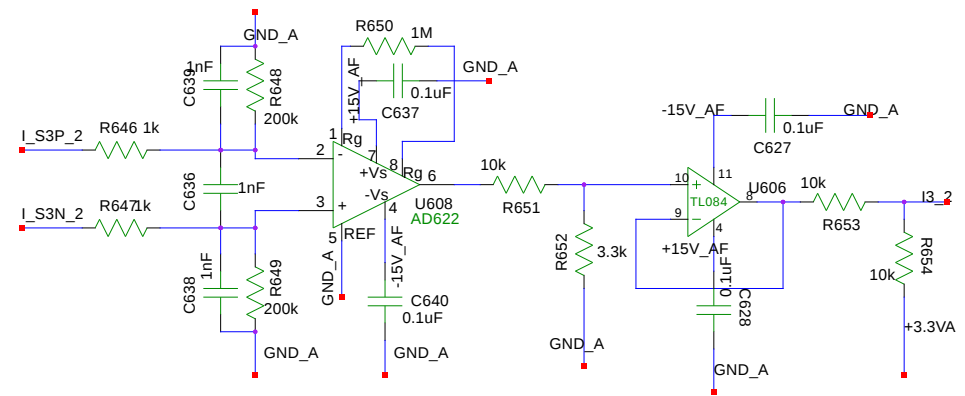 GND_A
R650
1M
1nF
C639
R648
200k
+15V_AF
C637
0.1uF
GND_A
I_S3P_2
R646 1k
1
Rg
2
-
7
+Vs
8
Rg
6
-Vs
4
3
+
5
REF
U608
AD622
C636
1nF
I_S3N_2
R647
1k
1nF
C638
R649
200k
GND_A
GND_A
-15V_AF
C640
0.1uF
GND_A
10k
R651
R652
3.3k
GND_A
-15V_AF
0.1uF
C627
GND_A
10
+
11
U606
TL084
8
9
-
4
+15V_AF
0.1uF
C628
GND_A
10k
R653
I3_2
R654
10k
+3.3VA